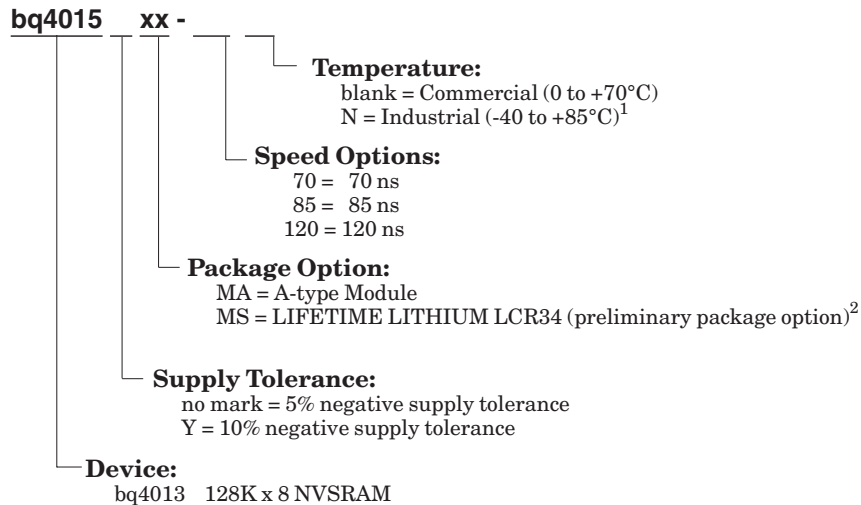 bq4015 xx -
Temperature:
blank = Commercial (0 to +70°C)
N = Industrial (-40 to +85°C)1
Speed Options:
70 = 70 ns
85 = 85 ns
120 = 120 ns
Package Option:
MA = A-type Module
MS = LIFETIME LITHIUM LCR34 (preliminary package option)2
Supply Tolerance:
no mark = 5% negative supply tolerance
Y = 10% negative supply tolerance
Device:
bq4013 128K x 8 NVSRAM